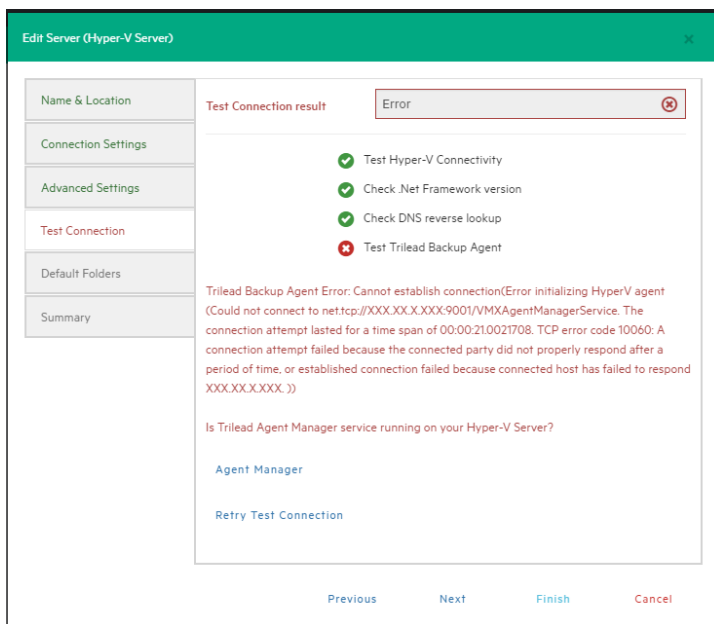 Edit Server (Hyper-V Server)
×
Name & Location
Connection Settings
Advanced Settings
Test Connection
Default Folders
Summary
Test Connection result
Error
Test Hyper-V Connectivity
Check .Net Framework version
Check DNS reverse lookup
Test Trilead Backup Agent
Trilead Backup Agent Error: Cannot establish connection(Error initializing HyperV agent
(Could not connect to net.tcp://XXX.XX.X.XXX:9001/VMXAgentManagerService. The
connection attempt lasted for a time span of 00:00:21.0021708. TCP error code 10060: A
connection attempt failed because the connected party did not properly respond after a
period of time, or established connection failed because connected host has failed to respond
XXX.XX.X.XXX. ))
Is Trilead Agent Manager service running on your Hyper-V Server?
Agent Manager
Retry Test Connection
Previous
Next
Finish
Cancel